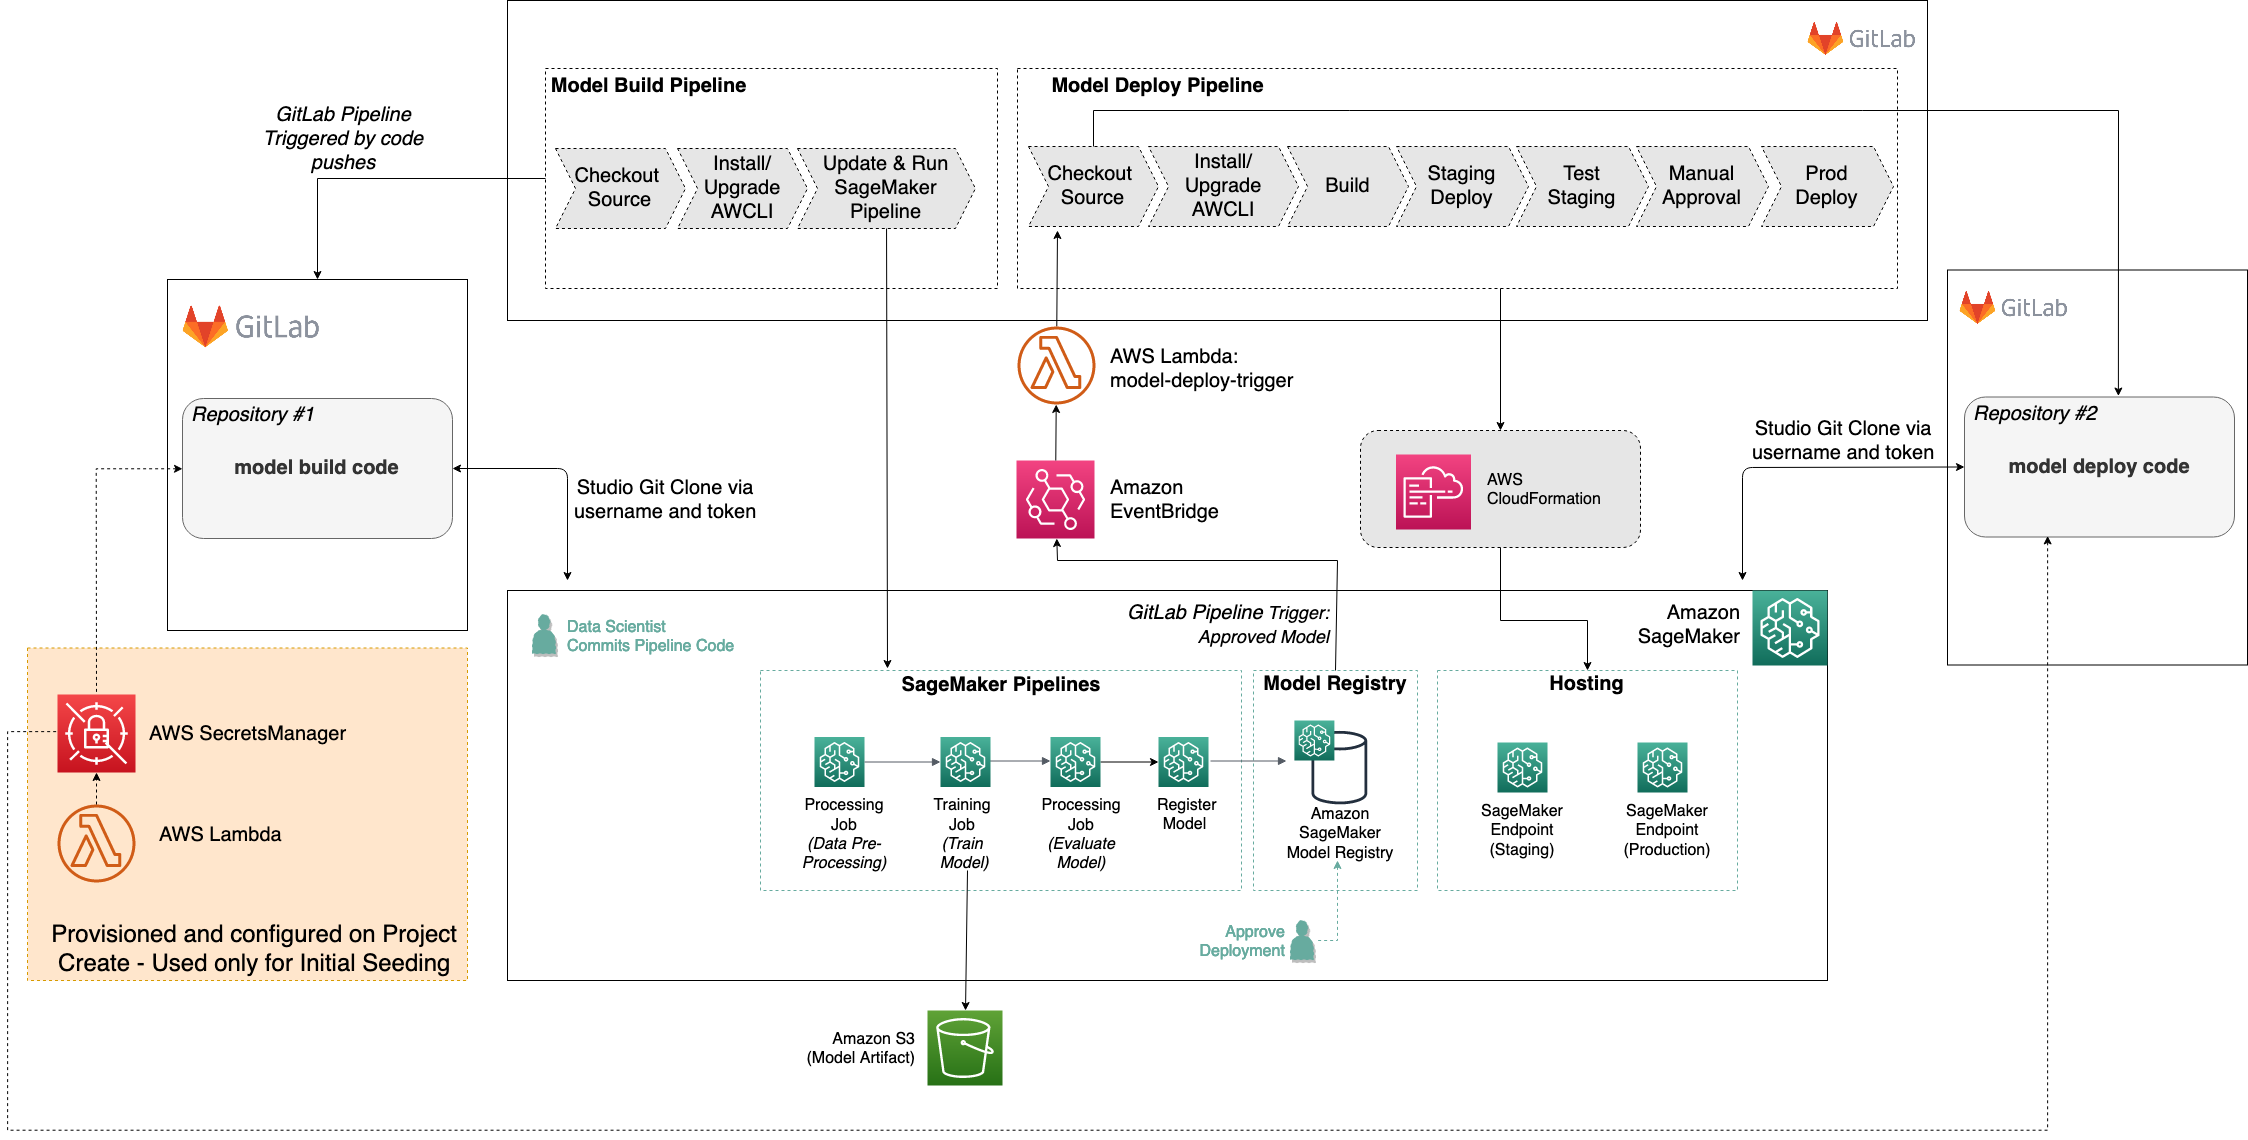 GitLab
Model Build Pipeline
Model Deploy Pipeline
GitLab Pipeline
Triggered by code
pushes
Checkout
Source
Install/
Upgrade
AWCLI
Update & Run
SageMaker
Pipeline
Checkout
Source
Install/
Upgrade
AWCLI
Build
Staging
Deploy
Test
Staging
Manual
Approval
Prod
Deploy
GitLab
Repository #1
model build code
AWS Lambda:
model-deploy-trigger
Amazon
EventBridge
AWS
CloudFormation
GitLab
Repository #2
model deploy code
Studio Git Clone via
username and token
Studio Git Clone via
username and token
Data Scientist
Commits Pipeline Code
GitLab Pipeline Trigger:
Approved Model
Amazon
SageMaker
SageMaker Pipelines
Processing
Job
(Data Pre-
Processing)
Training
Job
(Train
Model)
Processing
Job
(Evaluate
Model)
Register
Model
Model Registry
Amazon
SageMaker
Model Registry
Hosting
SageMaker
Endpoint
(Staging)
SageMaker
Endpoint
(Production)
Approve
Deployment
AWS SecretsManager
AWS Lambda
Provisioned and configured on Project
Create - Used only for Initial Seeding
Amazon S3
(Model Artifact)